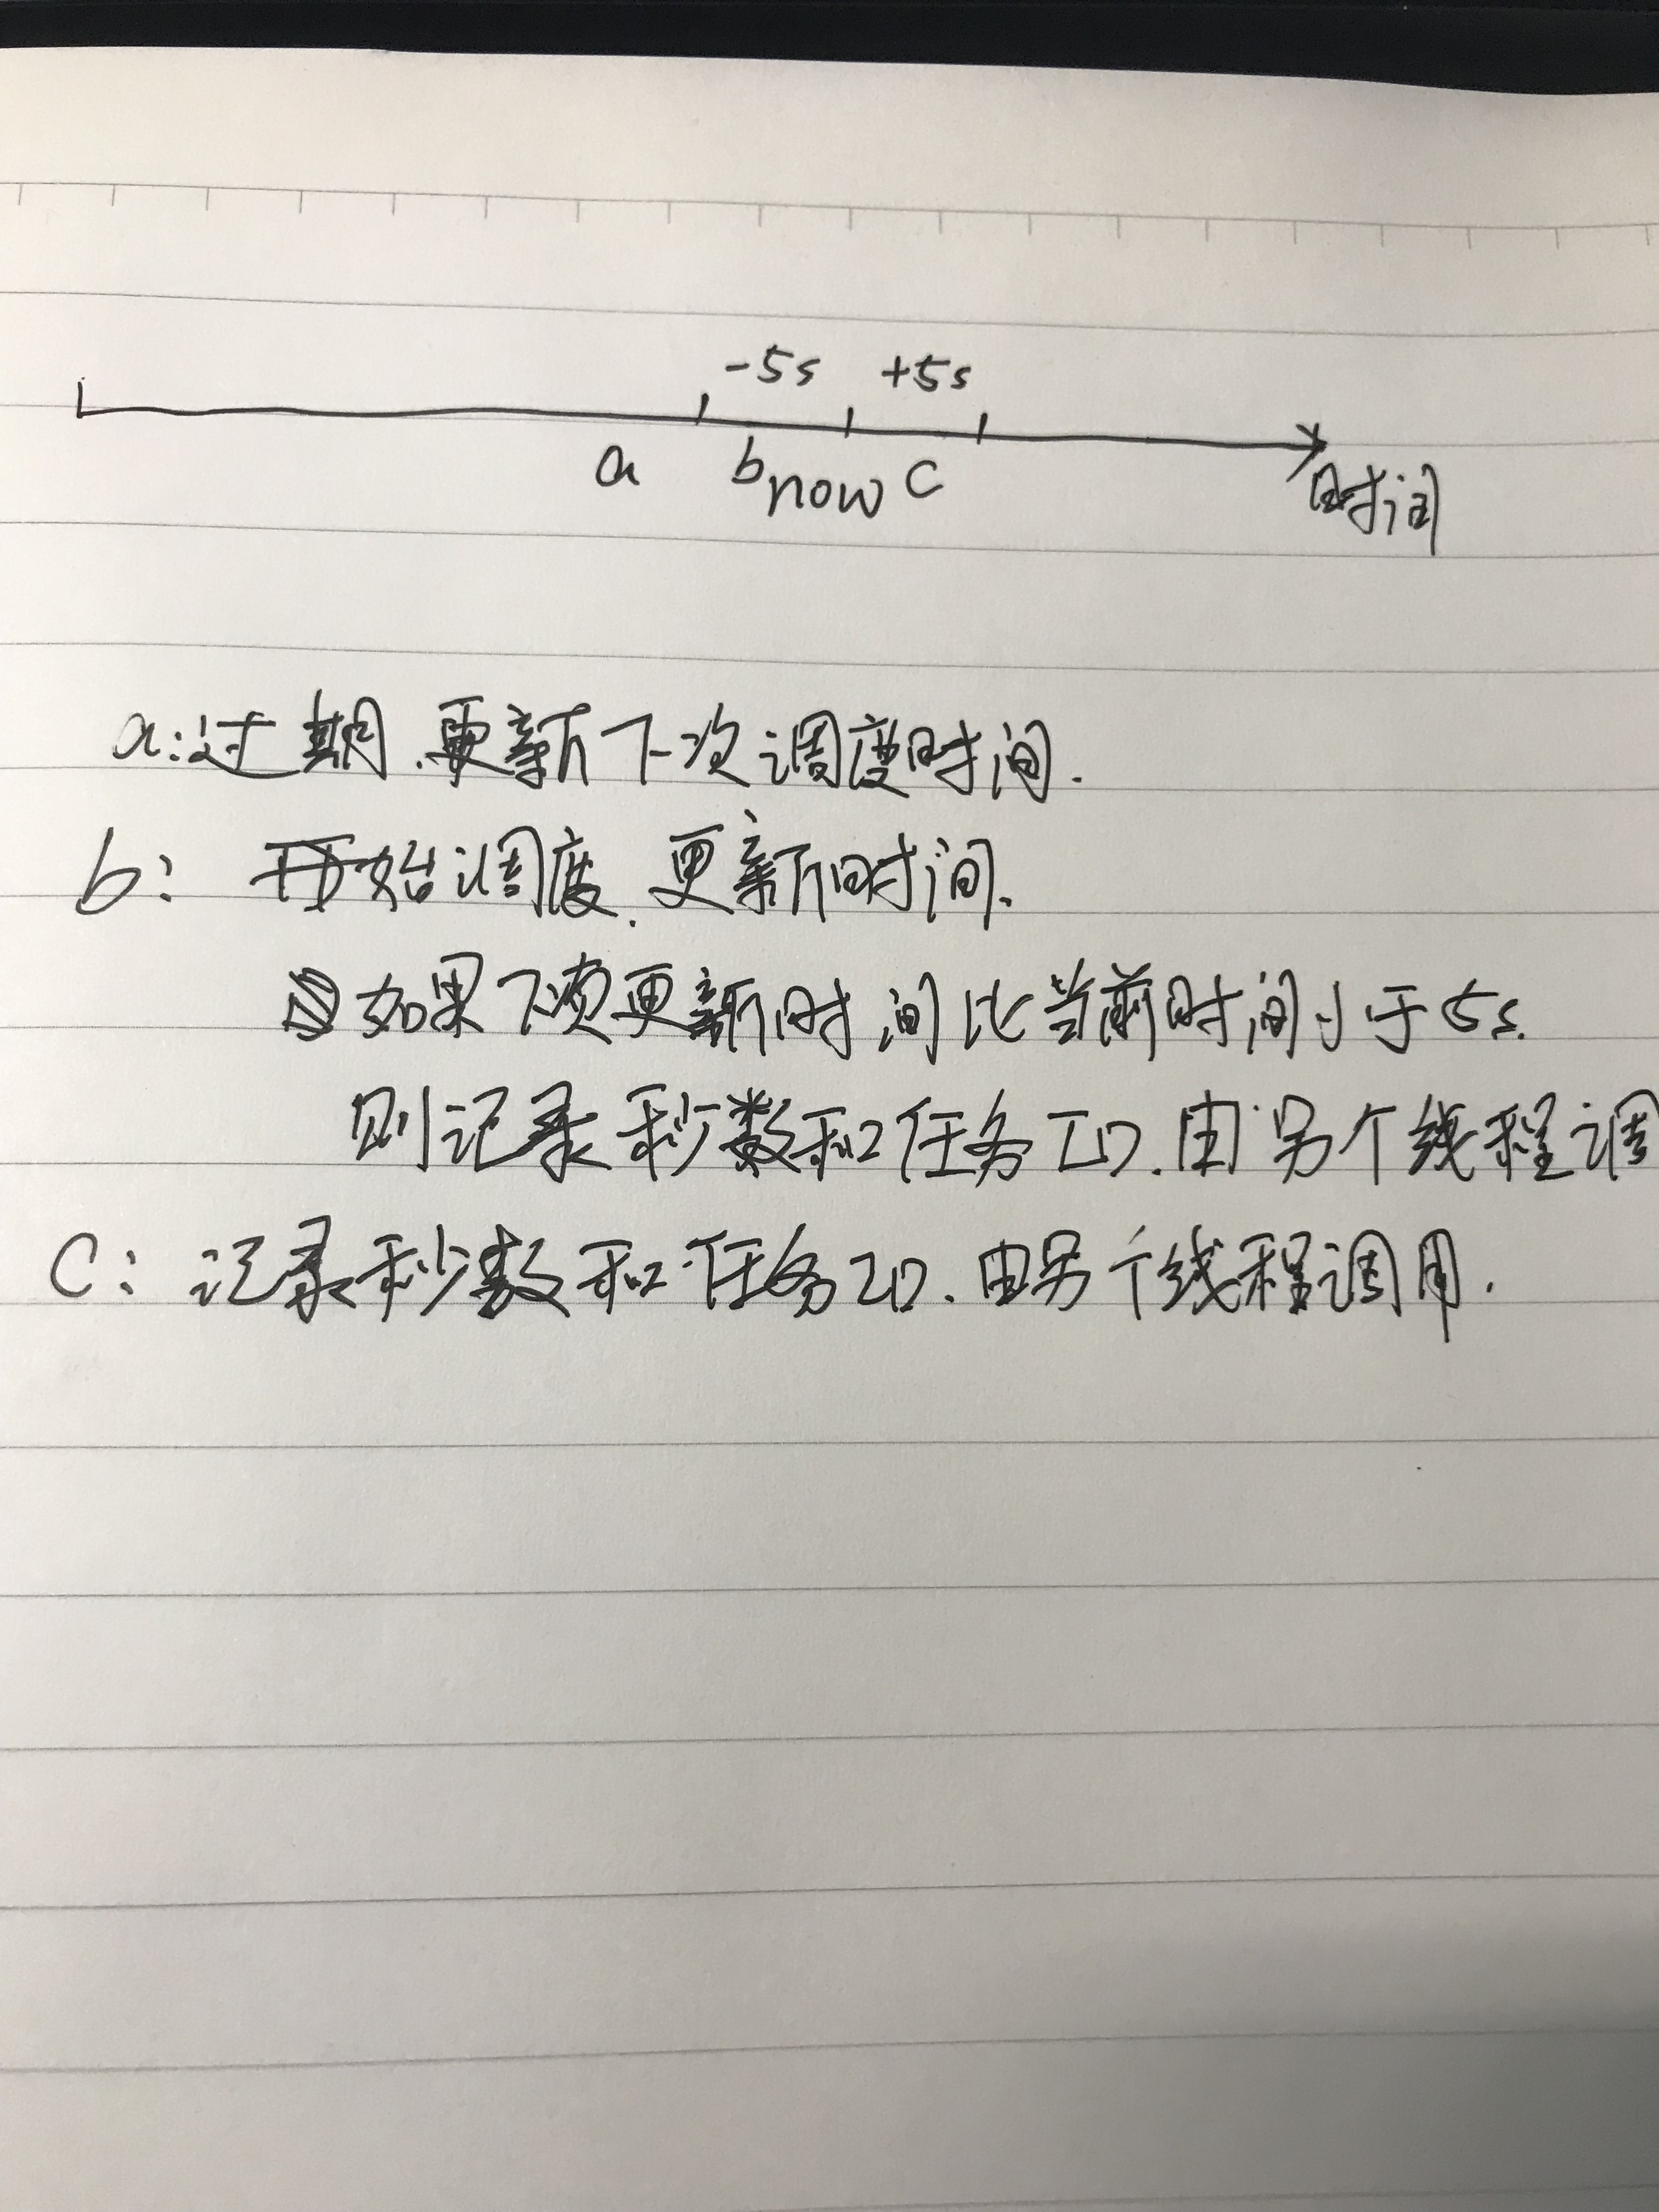 -5s +5s
a b now c
时间
a:过期.更新下次调度时间.
b: 开始调度.更新时间.
如果下次更新时间比当前时间小于5s.
则记录秒数和任务ID.由另个线程调
C: 记录秒数和任务ID.由另个线程调用.